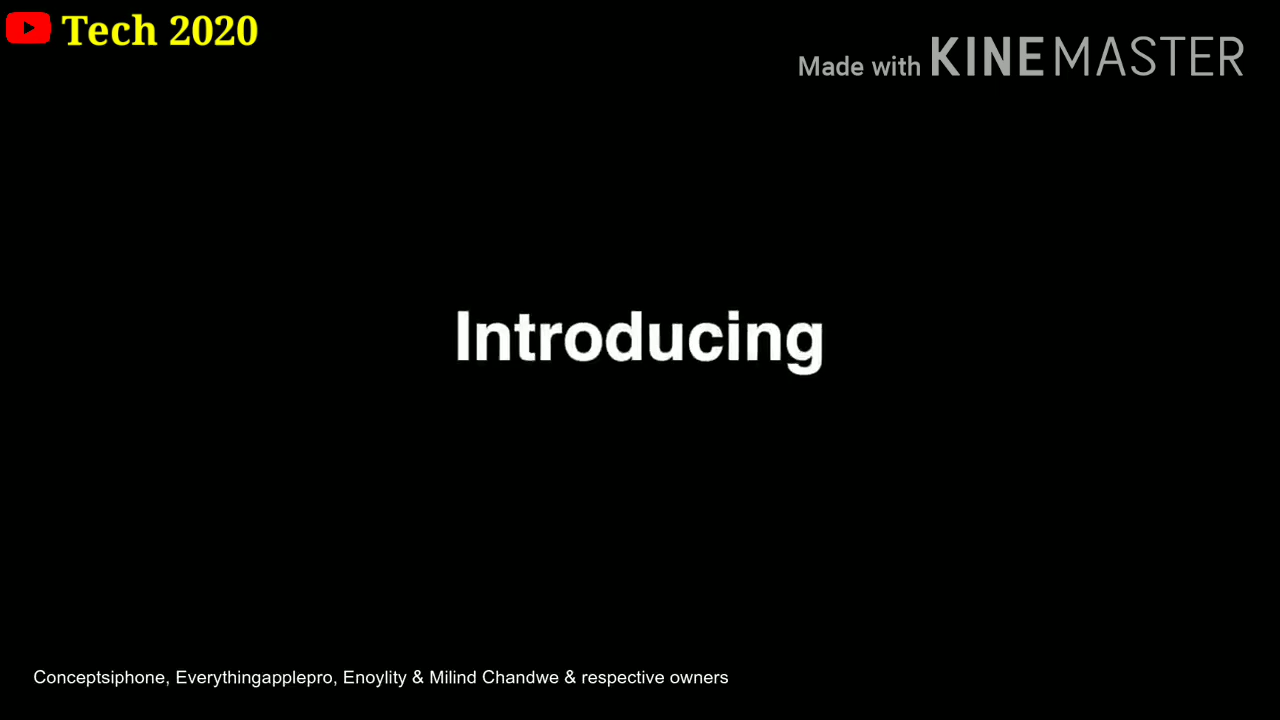 Tech 2020
Made with KINEMASTER
Introducing
Conceptsiphone, Everythingapplepro, Enoylity & Milind Chandwe & respective owners